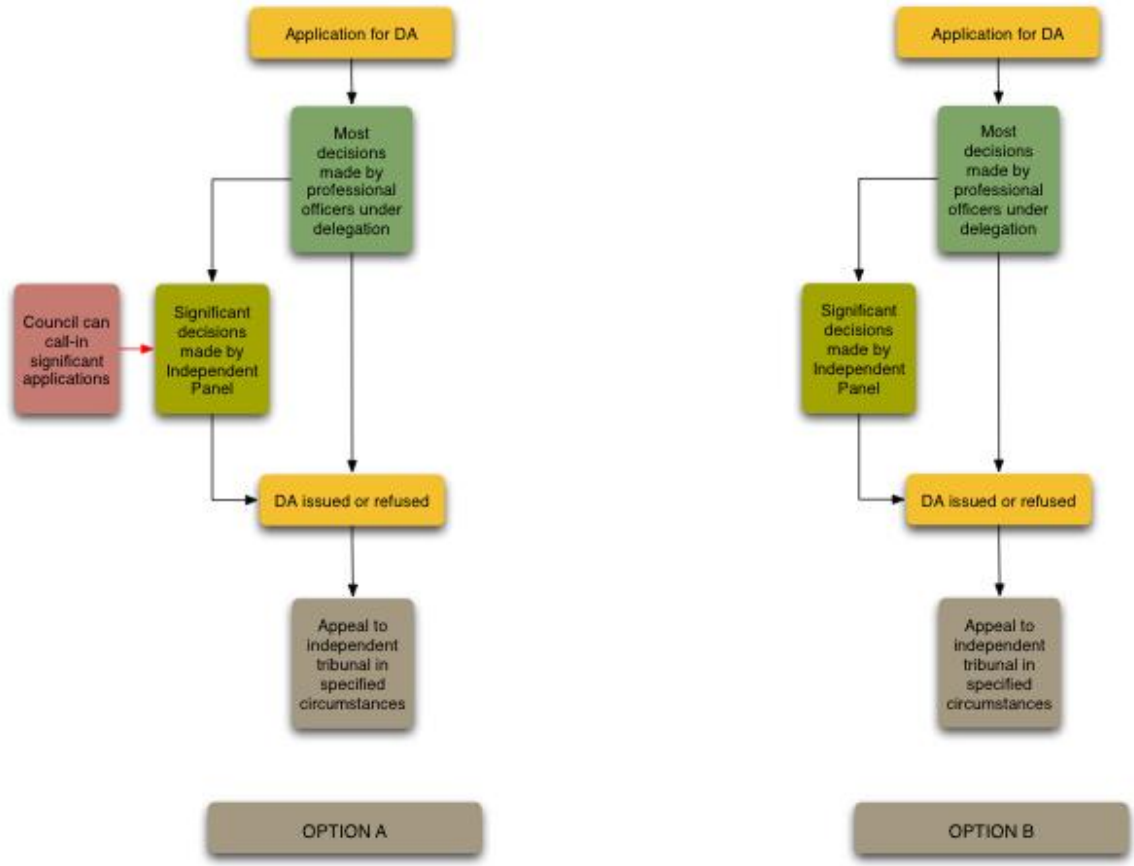 Application for DA
Most
decisions
made by
professional
officers under
delegation
Council can
call-in
significant
applications
Significant
decisions
made by
Independent
Panel
DA issued or refused
Appeal to
independent
tribunal in
specified
circumstances
OPTION A
Application for DA
Most
decisions
made by
professional
officers under
delegation
Significant
decisions
made by
Independent
Panel
DA issued or refused
Appeal to
independent
tribunal in
specified
circumstances
OPTION B